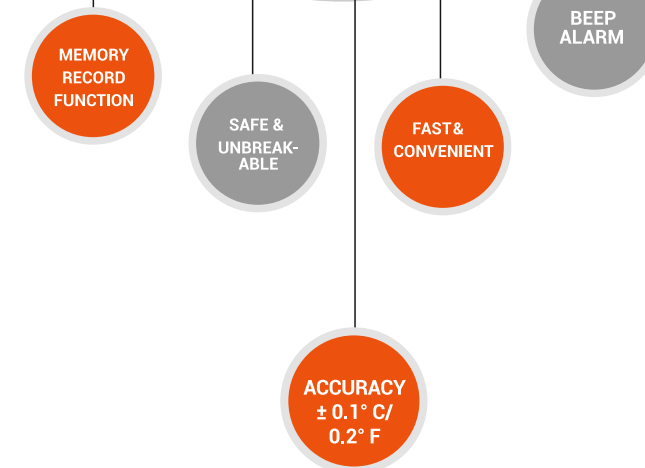 BEEP
ALARM
MEMORY
RECORD
FUNCTION
SAFE &
UNBREAK-
ABLE
FAST&
CONVENIENT
ACCURACY
± 0.1° C/
0.2° F